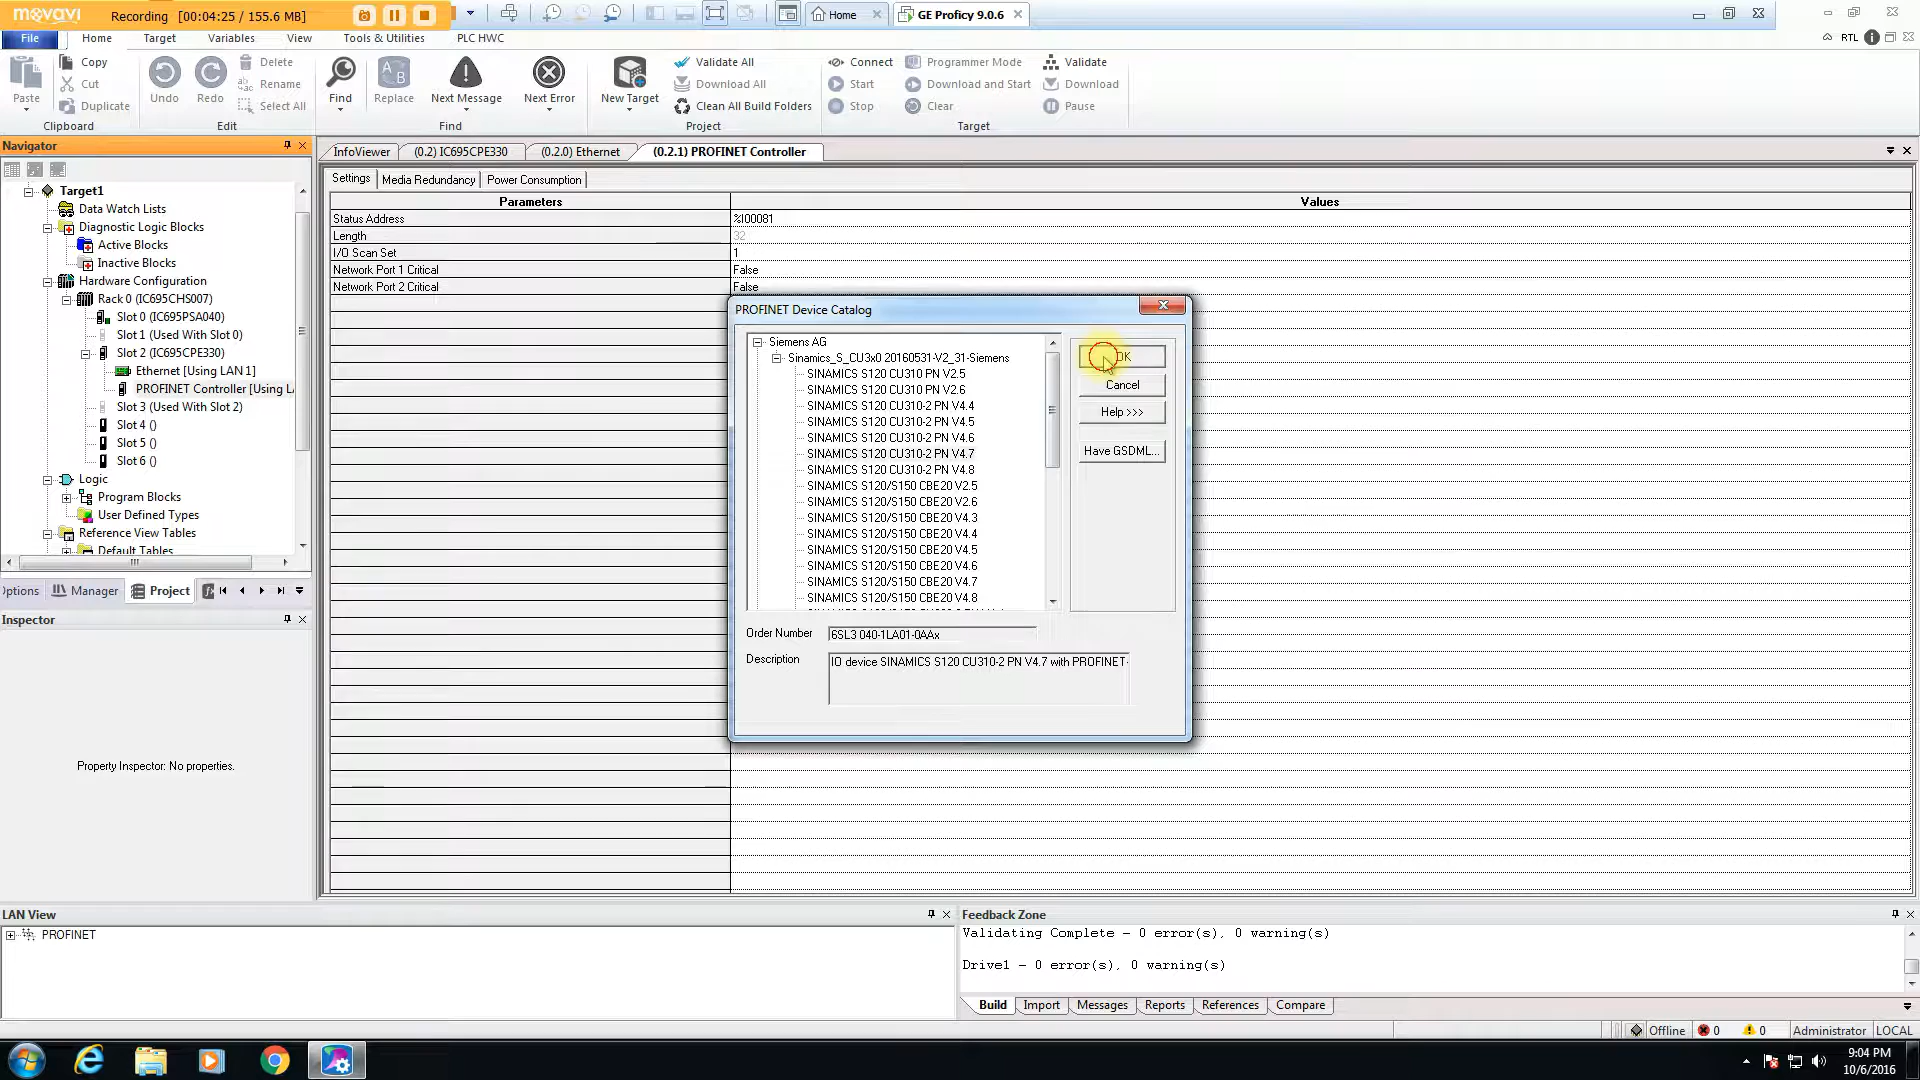 movavi Recording [00:04:25 / 155.6 MB]
Home GE Proficy 9.0.6
File Home Target Variables View Tools & Utilities PLC HWC RTL
Paste Copy Cut Duplicate Clipboard
Undo Redo Delete Rename Select All Edit
Find Replace Next Message Next Error Find
New Target Validate All Download All Clean All Build Folders Project
Connect Start Stop Programmer Mode Download and Start Clear Validate Download Pause Target
Navigator
Target1
Data Watch Lists
Diagnostic Logic Blocks
Active Blocks
Inactive Blocks
Hardware Configuration
Rack 0 (IC695CHS007)
Slot 0 (IC695PSA040)
Slot 1 (Used With Slot 0)
Slot 2 (IC695CPE330)
Ethernet [Using LAN 1]
PROFINET Controller [Using LA
Slot 3 (Used With Slot 2)
Slot 4 ()
Slot 5 ()
Slot 6 ()
Logic
Program Blocks
User Defined Types
Reference View Tables
Default Tables
Options Manager Project
Inspector
Property Inspector: No properties.
InfoViewer (0.2) IC695CPE330 (0.2.0) Ethernet (0.2.1) PROFINET Controller
Settings Media Redundancy Power Consumption
Parameters Values
Status Address %I00081
Length 32
I/O Scan Set 1
Network Port 1 Critical False
Network Port 2 Critical False
PROFINET Device Catalog
Siemens AG
Sinamics_S_CU3x0 20160531-V2_31-Siemens
SINAMICS S120 CU310 PN V2.5
SINAMICS S120 CU310 PN V2.6
SINAMICS S120 CU310-2 PN V4.4
SINAMICS S120 CU310-2 PN V4.5
SINAMICS S120 CU310-2 PN V4.6
SINAMICS S120 CU310-2 PN V4.7
SINAMICS S120 CU310-2 PN V4.8
SINAMICS S120/S150 CBE20 V2.5
SINAMICS S120/S150 CBE20 V2.6
SINAMICS S120/S150 CBE20 V4.3
SINAMICS S120/S150 CBE20 V4.4
SINAMICS S120/S150 CBE20 V4.5
SINAMICS S120/S150 CBE20 V4.6
SINAMICS S120/S150 CBE20 V4.7
SINAMICS S120/S150 CBE20 V4.8
OK
Cancel
Help >>>
Have GSDML...
Order Number 6SL3 040-1LA01-0AAx
Description IO device SINAMICS S120 CU310-2 PN V4.7 with PROFINET-
LAN View
PROFINET
Feedback Zone
Validating Complete - 0 error(s), 0 warning(s)
Drive1 - 0 error(s), 0 warning(s)
Build Import Messages Reports References Compare
Offline 0 0 Administrator LOCAL
9:04 PM
10/6/2016